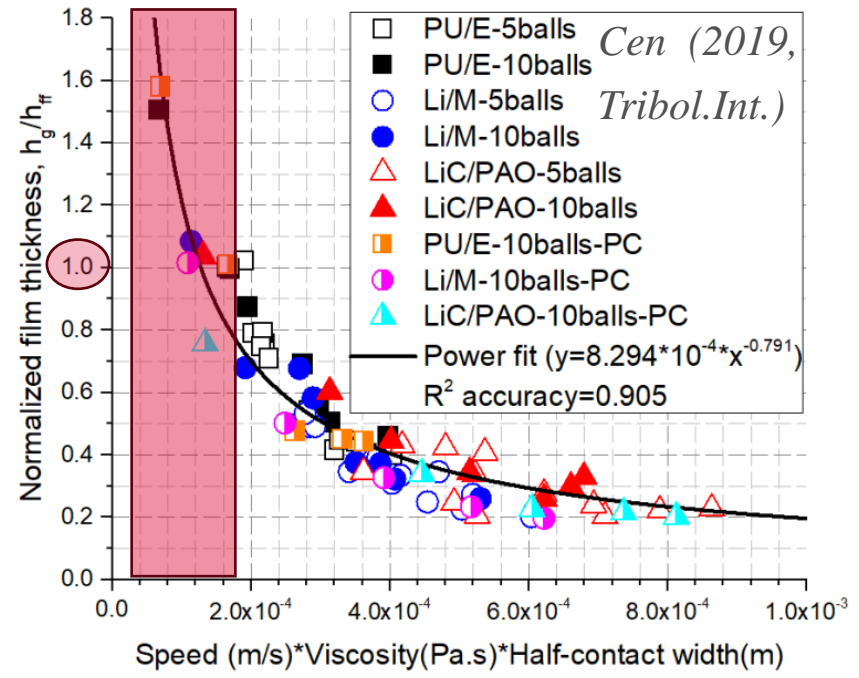 Cen (2019,
Tribol.Int.)
PU/E-5balls
PU/E-10balls
Li/M-5balls
Li/M-10balls
LiC/PAO-5balls
LiC/PAO-10balls
PU/E-10balls-PC
Li/M-10balls-PC
LiC/PAO-10balls-PC
Power fit (y=8.294*10⁻⁴*x⁻⁰·⁷⁹¹)
R² accuracy=0.905
Normalized film thickness, h_g/h_ff
1.8
1.6
1.4
1.2
1.0
0.8
0.6
0.4
0.2
0.0
0.0 2.0x10⁻⁴ 4.0x10⁻⁴ 6.0x10⁻⁴ 8.0x10⁻⁴ 1.0x10⁻³
Speed (m/s)*Viscosity(Pa.s)*Half-contact width(m)